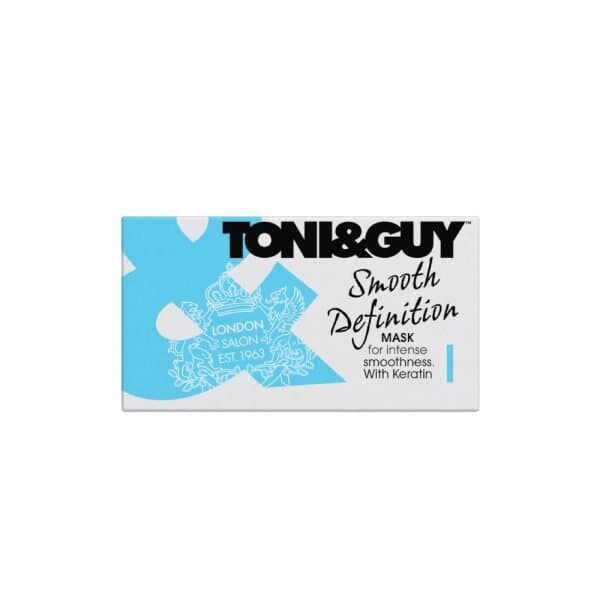 TONI&GUY™
Smooth
Definition
MASK
for intense
smoothness.
With Keratin
LONDON
SALON
EST. 1963